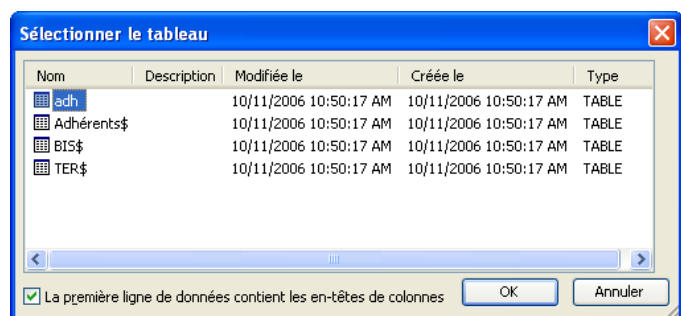 Sélectionner le tableau
Nom Description Modifiée le Créée le Type
adh 10/11/2006 10:50:17 AM 10/11/2006 10:50:17 AM TABLE
Adhérents$ 10/11/2006 10:50:17 AM 10/11/2006 10:50:17 AM TABLE
BIS$ 10/11/2006 10:50:17 AM 10/11/2006 10:50:17 AM TABLE
TER$ 10/11/2006 10:50:17 AM 10/11/2006 10:50:17 AM TABLE
La première ligne de données contient les en-têtes de colonnes OK Annuler